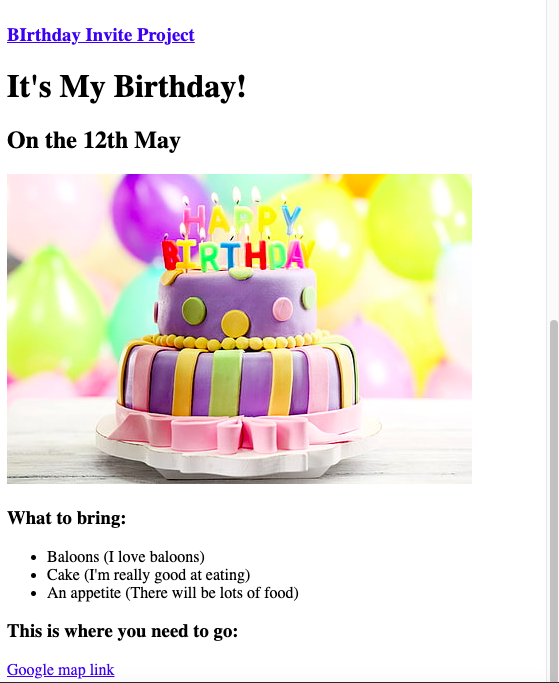 BIrthday Invite Project
It's My Birthday!
On the 12th May
HAPPY
BIRTHDAY
What to bring:
Baloons (I love baloons)
Cake (I'm really good at eating)
An appetite (There will be lots of food)
This is where you need to go:
Google map link